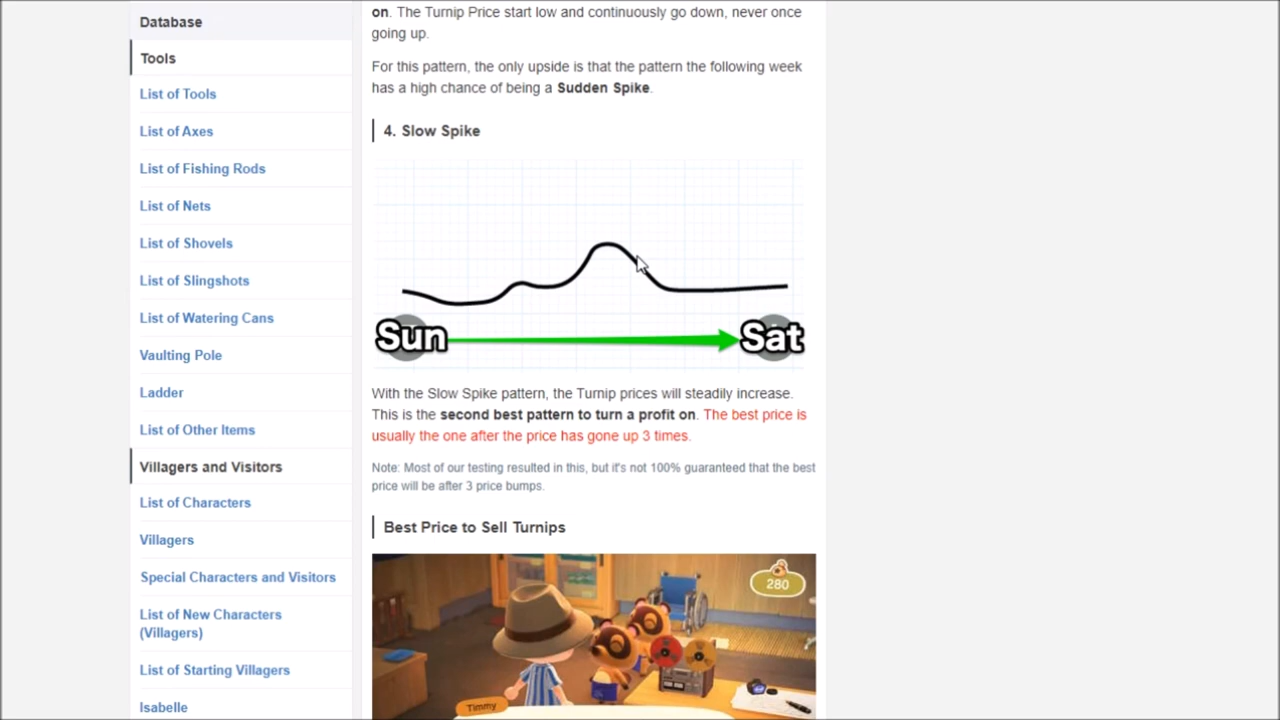 Database
Tools
List of Tools
List of Axes
List of Fishing Rods
List of Nets
List of Shovels
List of Slingshots
List of Watering Cans
Vaulting Pole
Ladder
List of Other Items
Villagers and Visitors
List of Characters
Villagers
Special Characters and Visitors
List of New Characters
(Villagers)
List of Starting Villagers
Isabelle
on. The Turnip Price start low and continuously go down, never once
going up.
For this pattern, the only upside is that the pattern the following week
has a high chance of being a Sudden Spike.
4. Slow Spike
Sun
Sat
With the Slow Spike pattern, the Turnip prices will steadily increase.
This is the second best pattern to turn a profit on. The best price is
usually the one after the price has gone up 3 times.
Note: Most of our testing resulted in this, but it's not 100% guaranteed that the best
price will be after 3 price bumps.
Best Price to Sell Turnips
280
Timmy